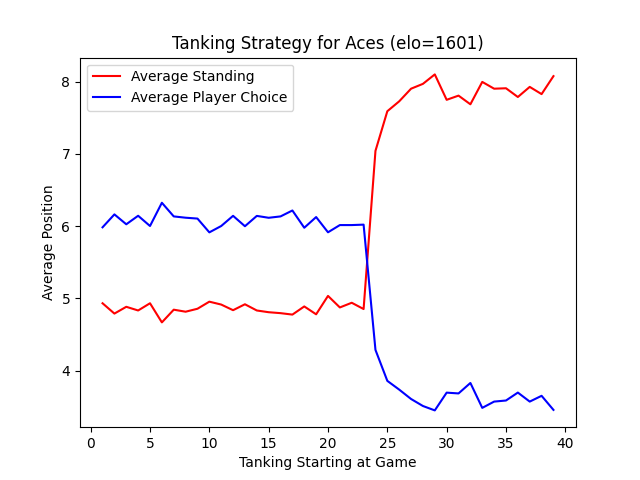 Tanking Strategy for Aces (elo=1601)
Average Standing
Average Player Choice
8
7
6
5
4
Average Position
0 5 10 15 20 25 30 35 40
Tanking Starting at Game